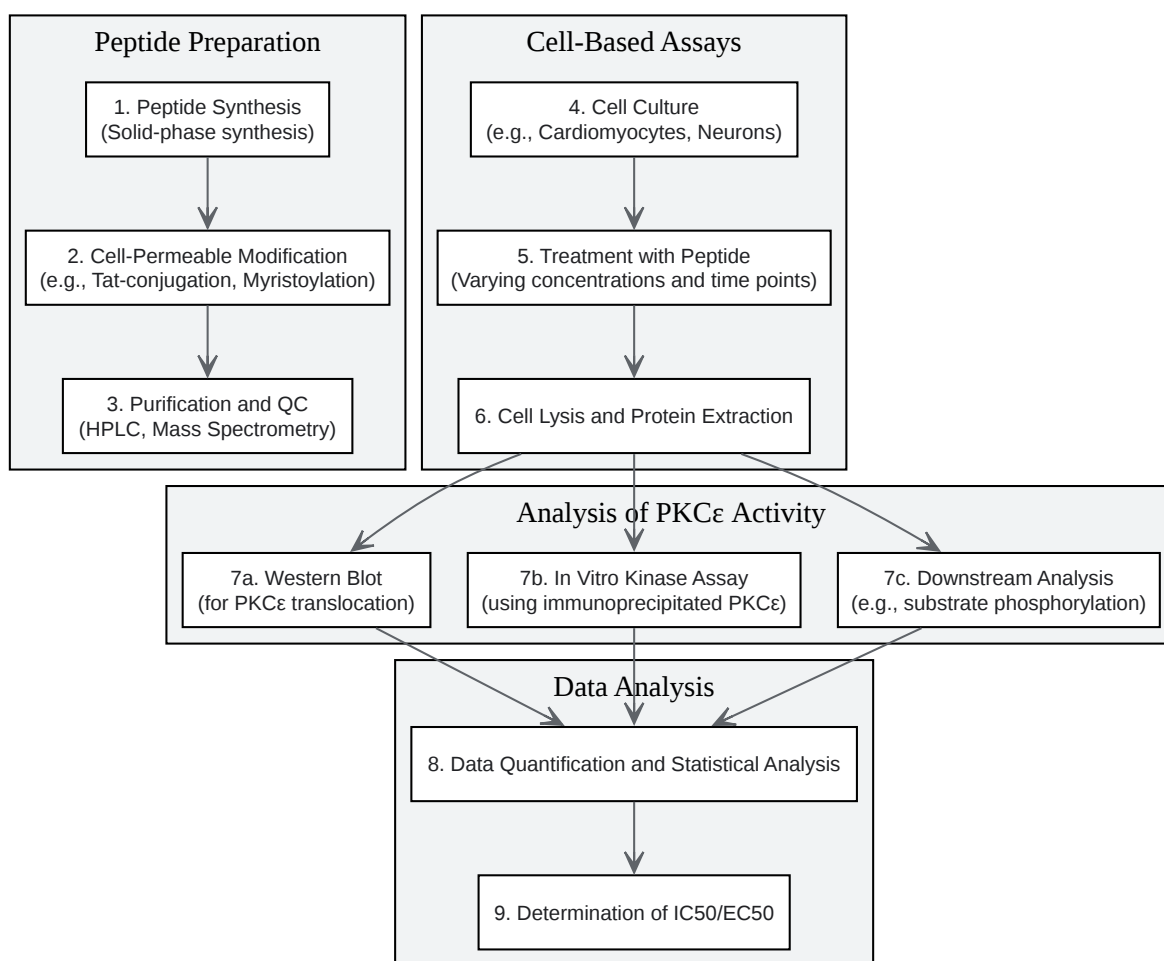 Peptide Preparation
1. Peptide Synthesis
(Solid-phase synthesis)
2. Cell-Permeable Modification
(e.g., Tat-conjugation, Myristoylation)
3. Purification and QC
(HPLC, Mass Spectrometry)
Cell-Based Assays
4. Cell Culture
(e.g., Cardiomyocytes, Neurons)
5. Treatment with Peptide
(Varying concentrations and time points)
6. Cell Lysis and Protein Extraction
Analysis of PKCε Activity
7a. Western Blot
(for PKCε translocation)
7b. In Vitro Kinase Assay
(using immunoprecipitated PKCε)
7c. Downstream Analysis
(e.g., substrate phosphorylation)
Data Analysis
8. Data Quantification and Statistical Analysis
9. Determination of IC50/EC50